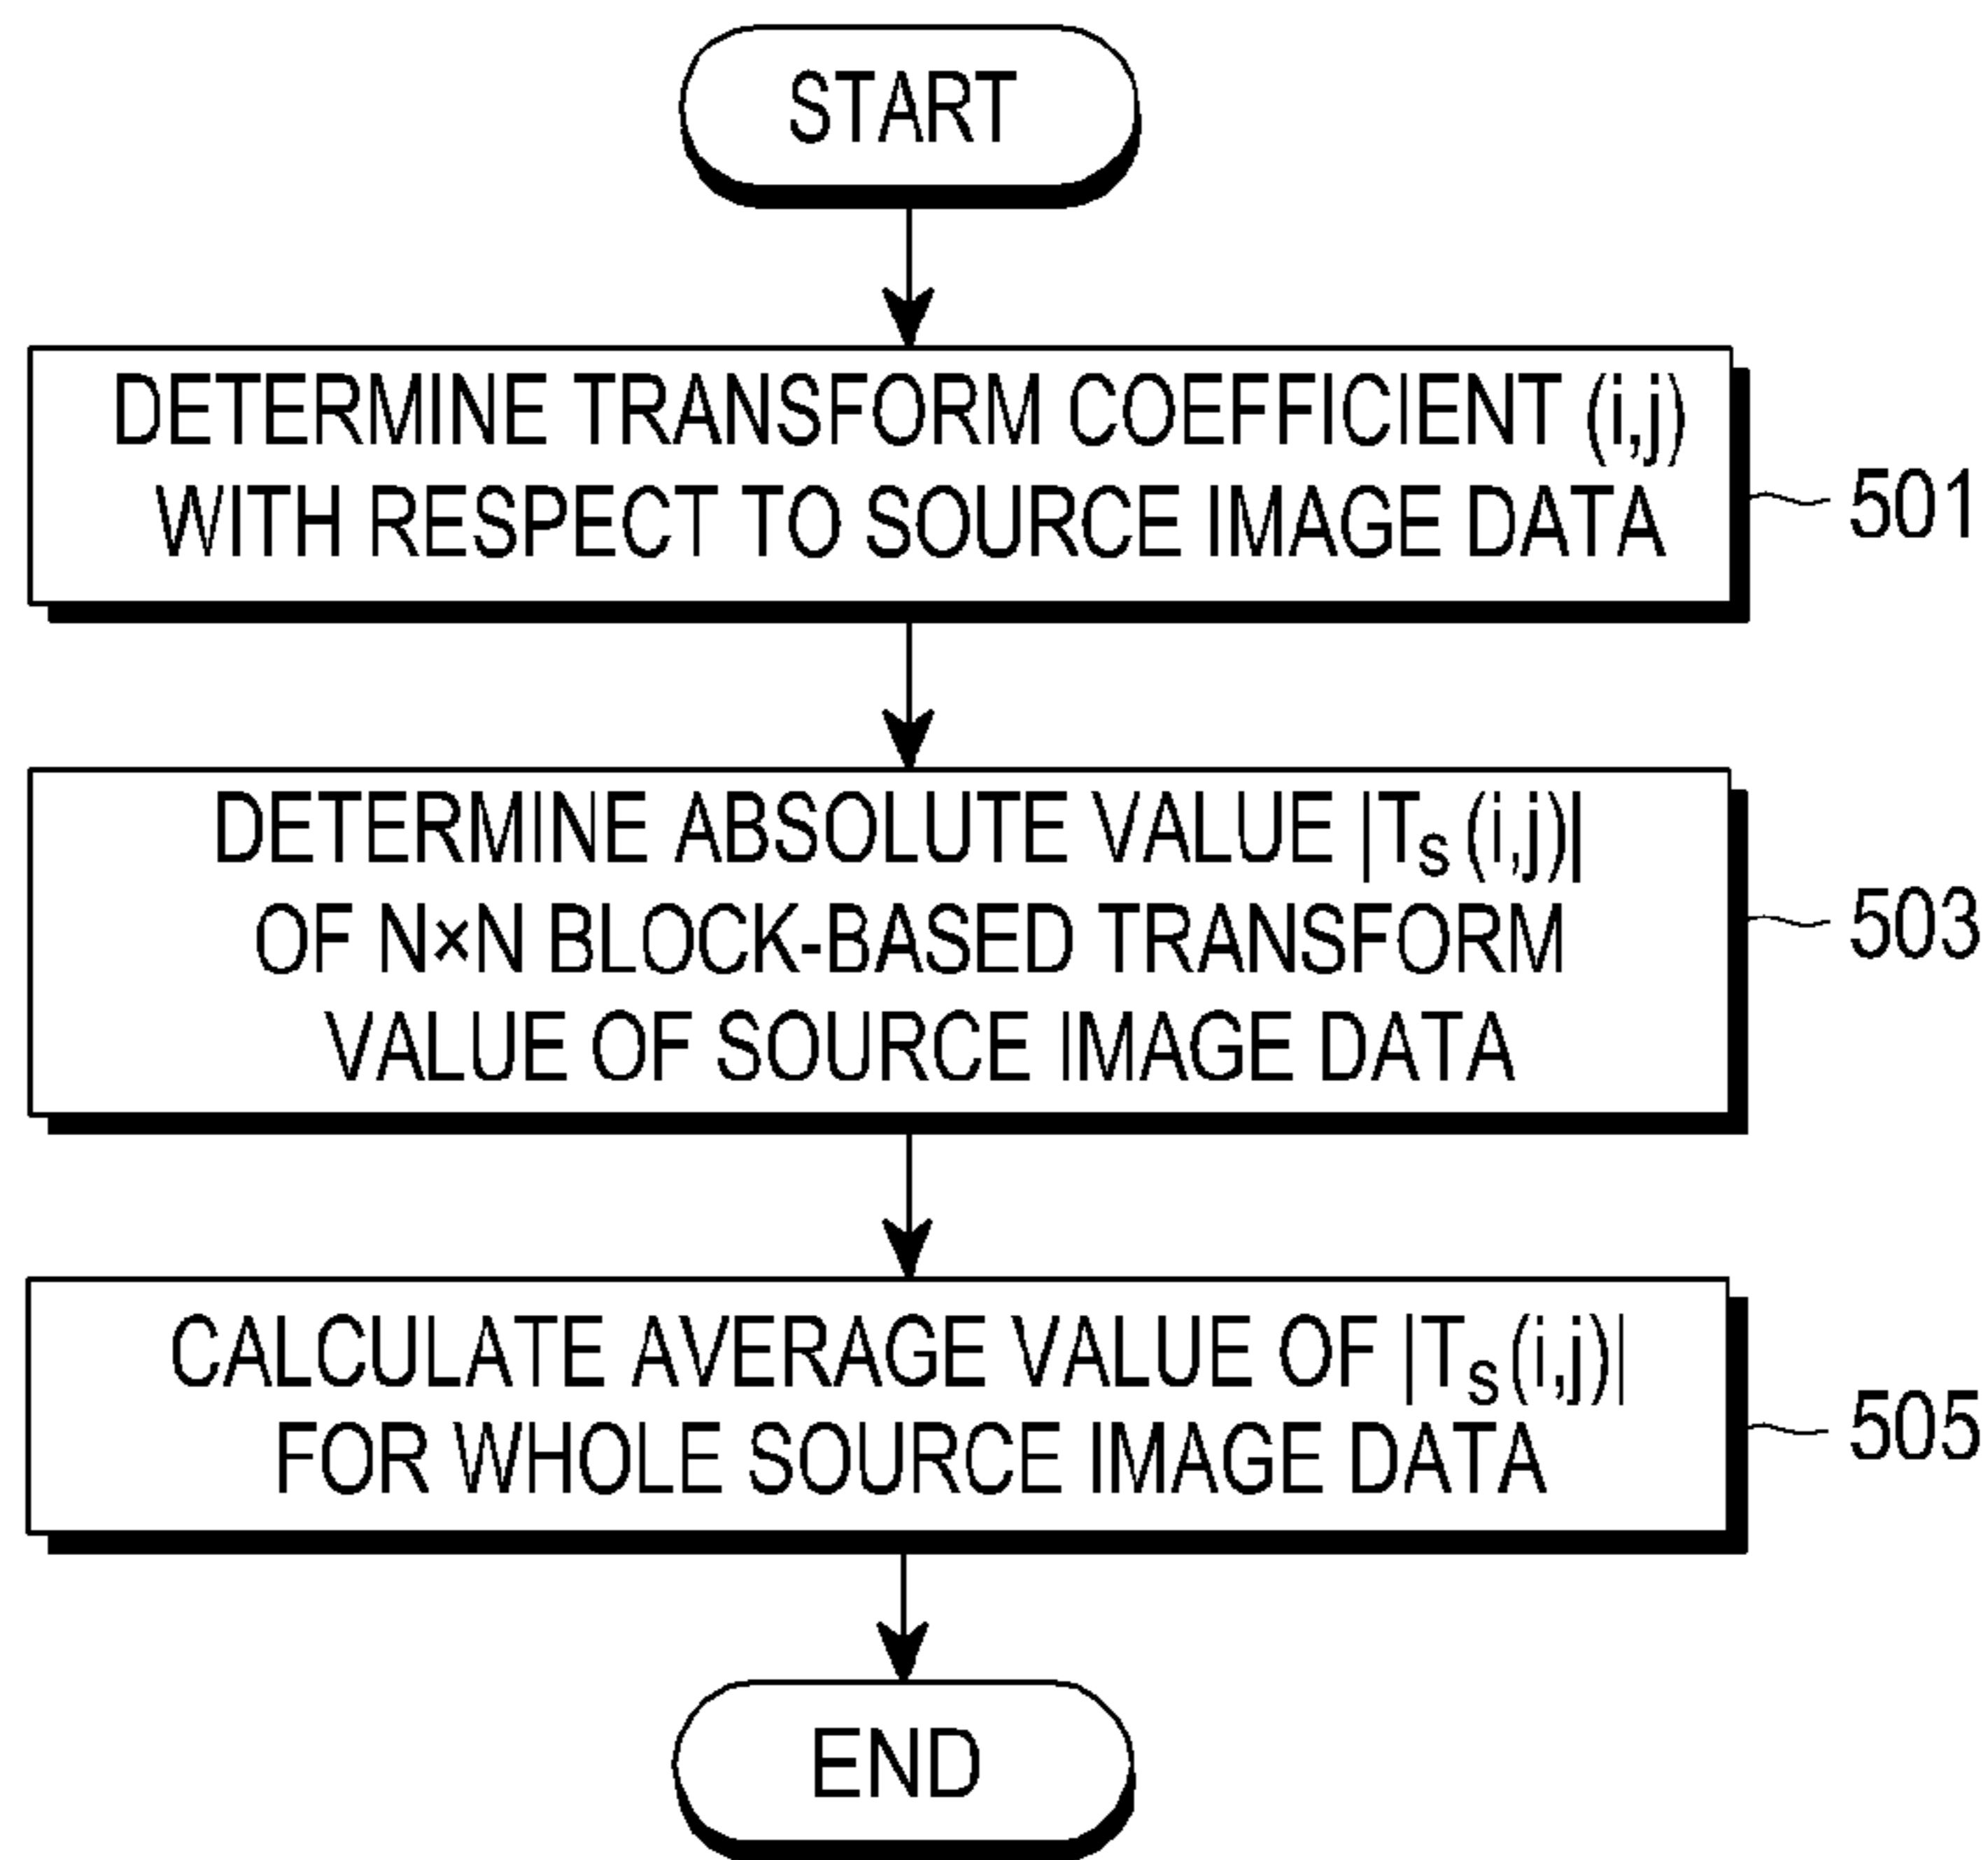 START
DETERMINE TRANSFORM COEFFICIENT (i,j)
WITH RESPECT TO SOURCE IMAGE DATA
501
DETERMINE ABSOLUTE VALUE |Ts (i,j)|
OF N×N BLOCK-BASED TRANSFORM
VALUE OF SOURCE IMAGE DATA
503
CALCULATE AVERAGE VALUE OF |Ts(i,j)|
FOR WHOLE SOURCE IMAGE DATA
505
END